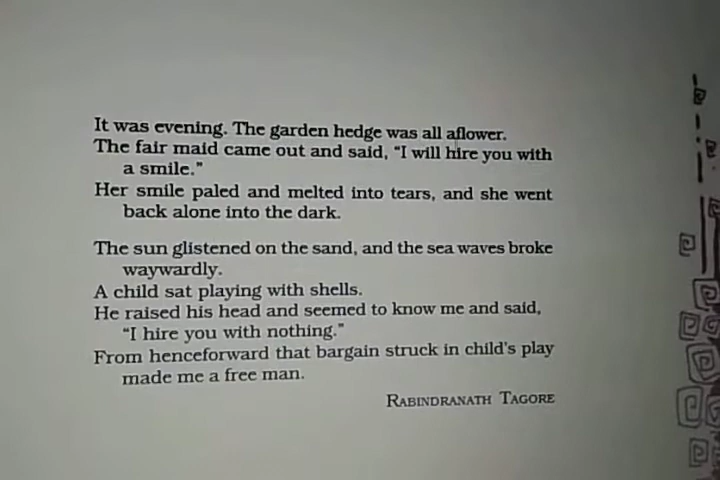 It was evening. The garden hedge was all aflower.
The fair maid came out and said, “I will hire you with
a smile.”
Her smile paled and melted into tears, and she went
back alone into the dark.
The sun glistened on the sand, and the sea waves broke
waywardly.
A child sat playing with shells.
He raised his head and seemed to know me and said,
“I hire you with nothing.”
From henceforward that bargain struck in child’s play
made me a free man.
RABINDRANATH TAGORE